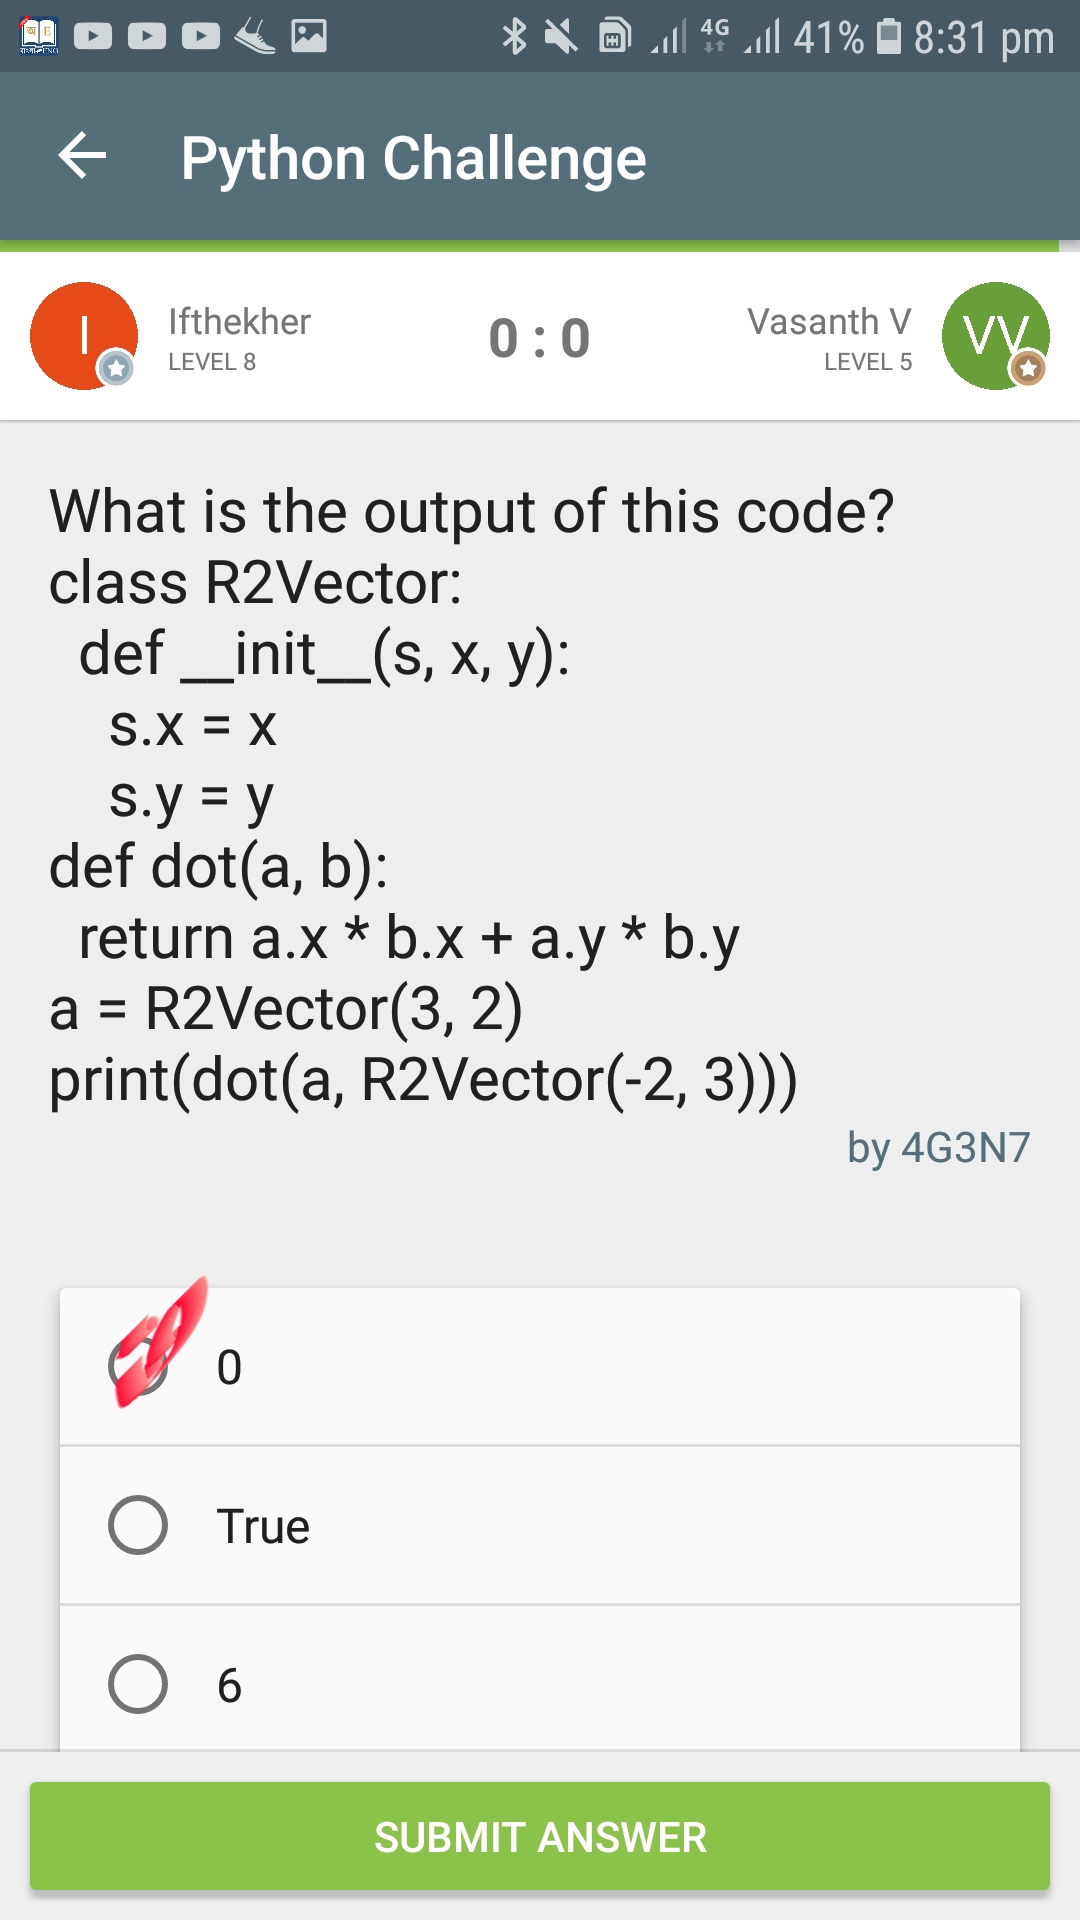 4G 41% 8:31 pm
Python Challenge
I Ifthekher 0 : 0 Vasanth V VV
LEVEL 8 LEVEL 5
What is the output of this code?
class R2Vector:
def __init__(s, x, y):
s.x = x
s.y = y
def dot(a, b):
return a.x * b.x + a.y * b.y
a = R2Vector(3, 2)
print(dot(a, R2Vector(-2, 3)))
by 4G3N7
0
True
6
SUBMIT ANSWER